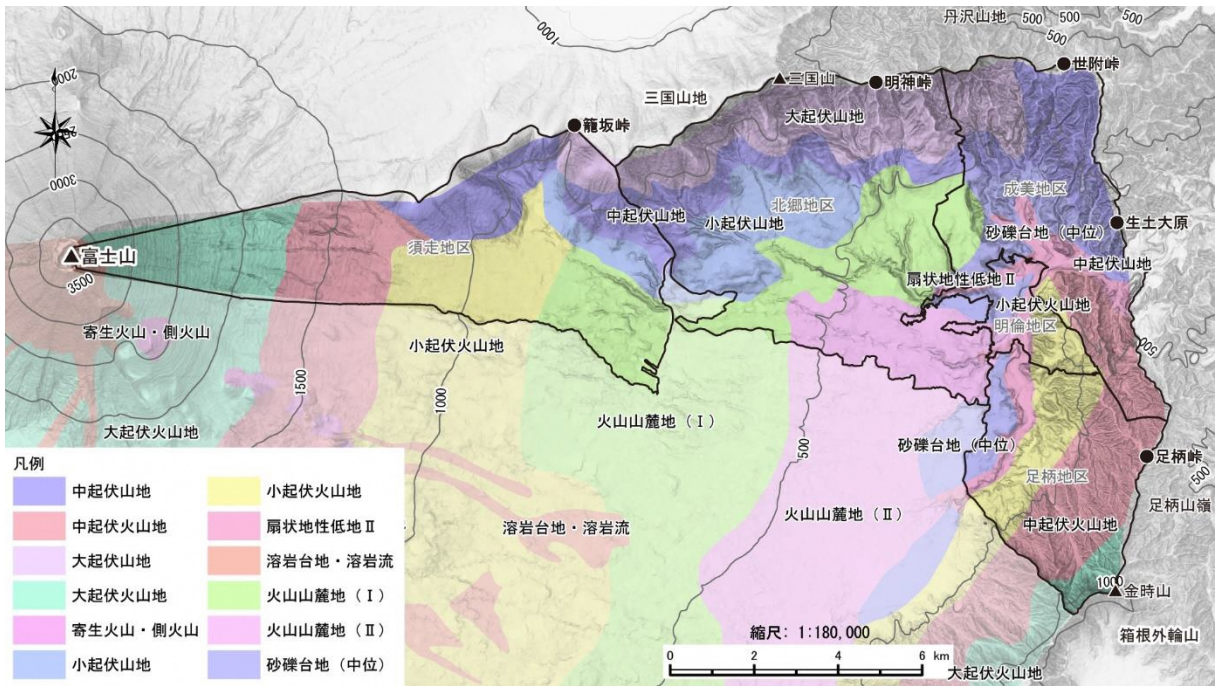 丹沢山地
500
500
500
500
1000
世附峠
三国山
明神峠
三国山地
大起伏山地
籠坂峠
2000
3000
成美地区
北郷地区
中起伏山地
小起伏山地
生土大原
砂礫台地（中位）
須走地区
中起伏山地
富士山
3500
扇状地性低地Ⅱ
小起伏火山地
明倫地区
寄生火山・側火山
小起伏火山地
500
1500
1000
火山山麓地（Ⅰ）
大起伏火山地
500
砂礫台地（中位）
足柄峠
足柄地区
500
足柄山嶺
火山山麓地（Ⅱ）
中起伏火山地
溶岩台地・溶岩流
1000
金時山
箱根外輪山
大起伏火山地
凡例
中起伏山地
小起伏火山地
中起伏火山地
扇状地性低地Ⅱ
大起伏山地
溶岩台地・溶岩流
大起伏火山地
火山山麓地（Ⅰ）
寄生火山・側火山
火山山麓地（Ⅱ）
小起伏山地
砂礫台地（中位）
縮尺: 1:180,000
0 2 4 6 km